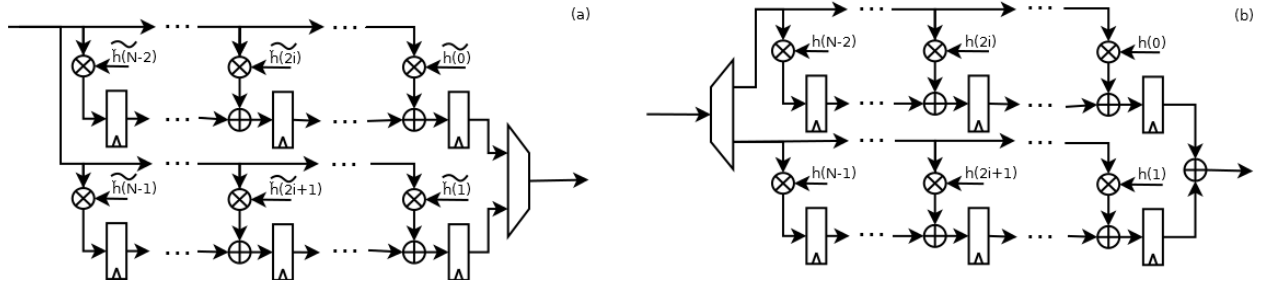 (a)
h̃(N-2)
h̃(2i)
h̃(0)
h̃(N-1)
h̃(2i+1)
h̃(1)
(b)
h(N-2)
h(2i)
h(0)
h(N-1)
h(2i+1)
h(1)